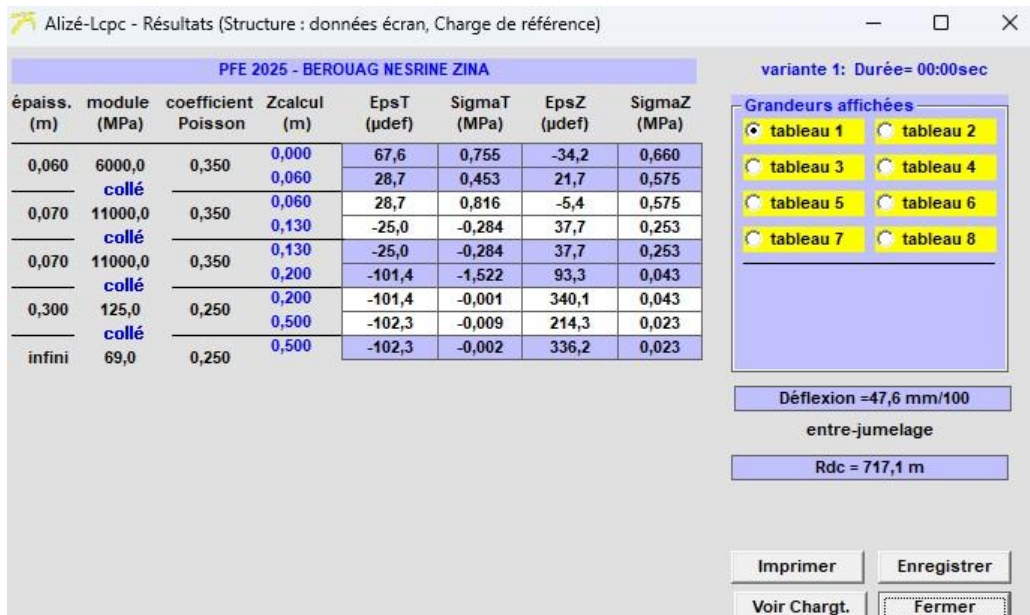 Alizé-Lcpc - Résultats (Structure : données écran, Charge de référence)
PFE 2025 - BEROUAG NESRINE ZINA
variante 1: Durée= 00:00sec
épaiss. module coefficient Zcalcul EpsT SigmaT EpsZ SigmaZ
(m) (MPa) Poisson (m) (µdef) (MPa) (µdef) (MPa)
0,060 6000,0 0,350 0,000 67,6 0,755 -34,2 0,660
collé 0,060 28,7 0,453 21,7 0,575
0,070 11000,0 0,350 0,060 28,7 0,816 -5,4 0,575
collé 0,130 -25,0 -0,284 37,7 0,253
0,070 11000,0 0,350 0,130 -25,0 -0,284 37,7 0,253
collé 0,200 -101,4 -1,522 93,3 0,043
0,300 125,0 0,250 0,200 -101,4 -0,001 340,1 0,043
collé 0,500 -102,3 -0,009 214,3 0,023
infini 69,0 0,250 0,500 -102,3 -0,002 336,2 0,023
Grandeurs affichées
tableau 1 tableau 2
tableau 3 tableau 4
tableau 5 tableau 6
tableau 7 tableau 8
Déflexion =47,6 mm/100
entre-jumelage
Rdc = 717,1 m
Imprimer Enregistrer
Voir Chargt. Fermer